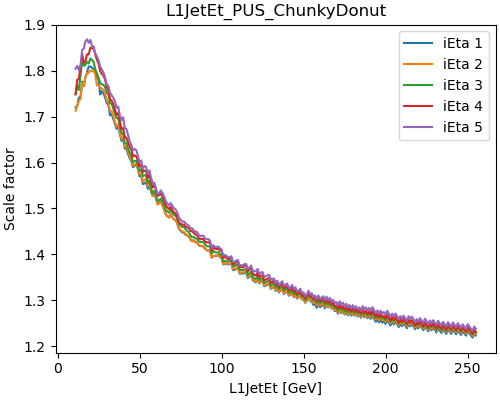 L1JetEt_PUS_ChunkyDonut
1.9
1.8
1.7
1.6
1.5
1.4
1.3
1.2
Scale factor
iEta 1
iEta 2
iEta 3
iEta 4
iEta 5
0 50 100 150 200 250
L1JetEt [GeV]